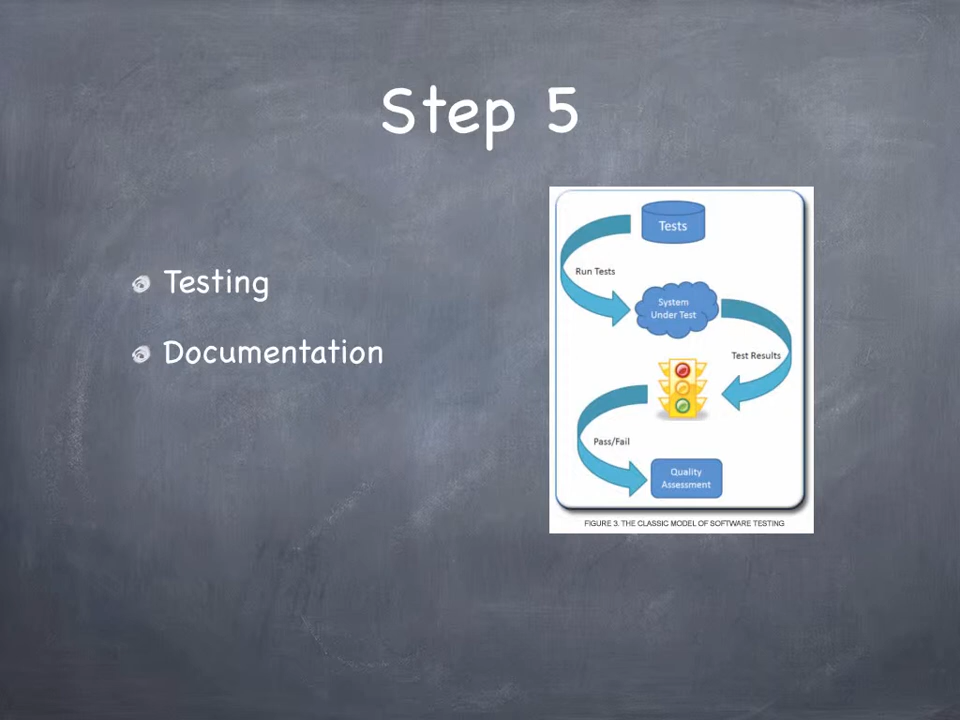 Step 5
Testing
Documentation
Tests
Run Tests
System
Under Test
Test Results
Pass/Fail
Quality
Assessment
FIGURE 3. THE CLASSIC MODEL OF SOFTWARE TESTING